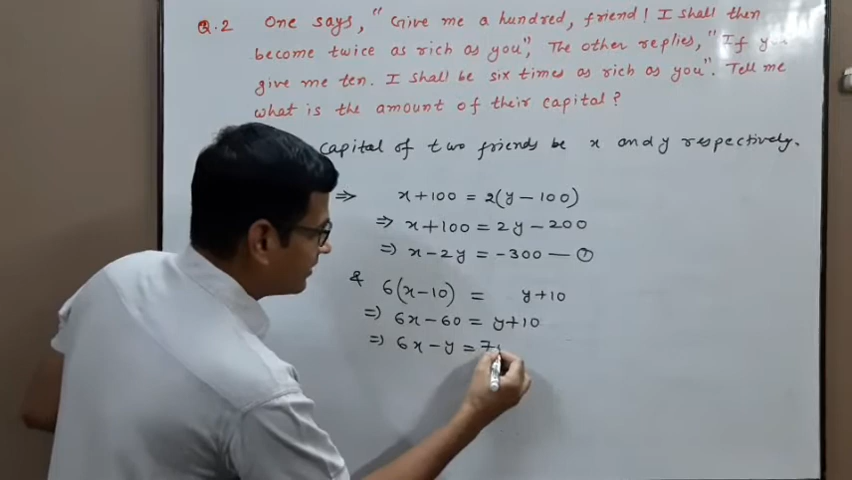 Q.2 One says, "Give me a hundred, friend! I shall then
become twice as rich as you", The other replies, "If
give me ten. I shall be six times as rich as you". Tell me
what is the amount of their capital?
capital of two friends be x and y respectively.
⇒ x+100 = 2(y-100)
⇒ x+100 = 2y-200
⇒ x-2y = -300 — ①
& 6(x-10) = y+10
⇒ 6x-60 = y+10
⇒ 6x-y = 7